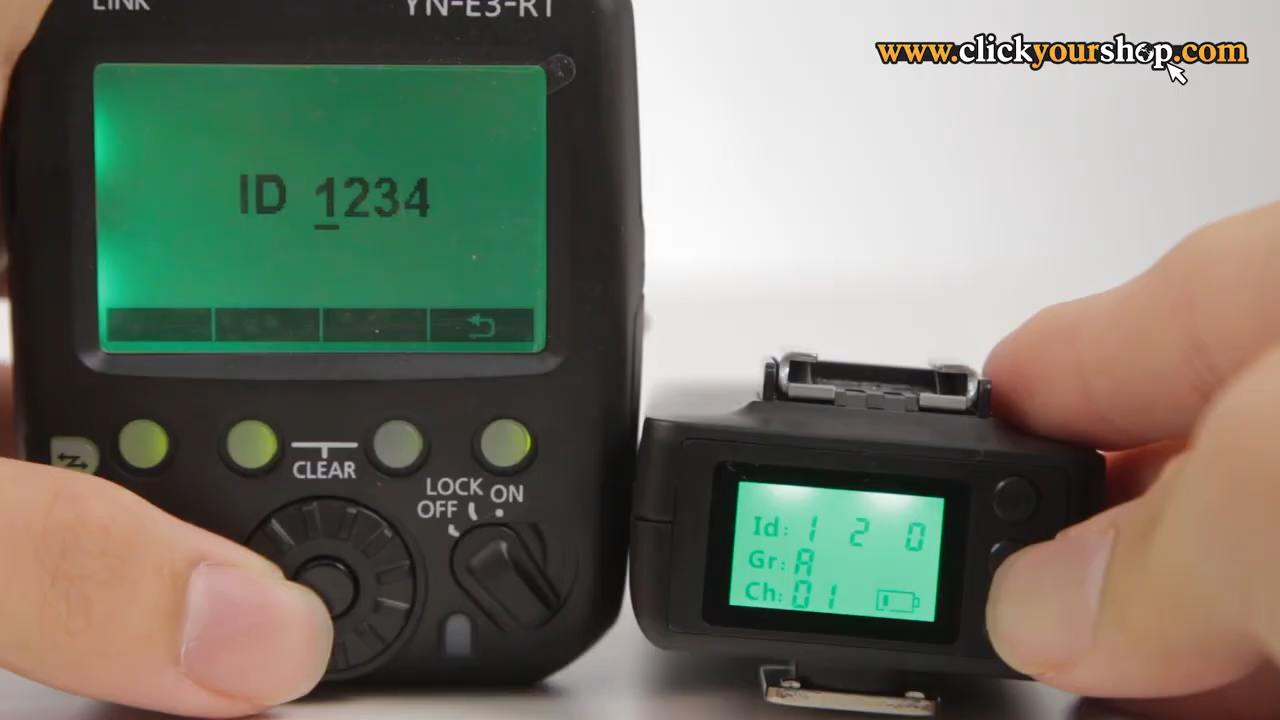 LINK YN-E3-RT
www.clickyourshop.com
ID 1234
CLEAR
LOCK
OFF ON
Id: 1 2 0
Gr: A
Ch: 01